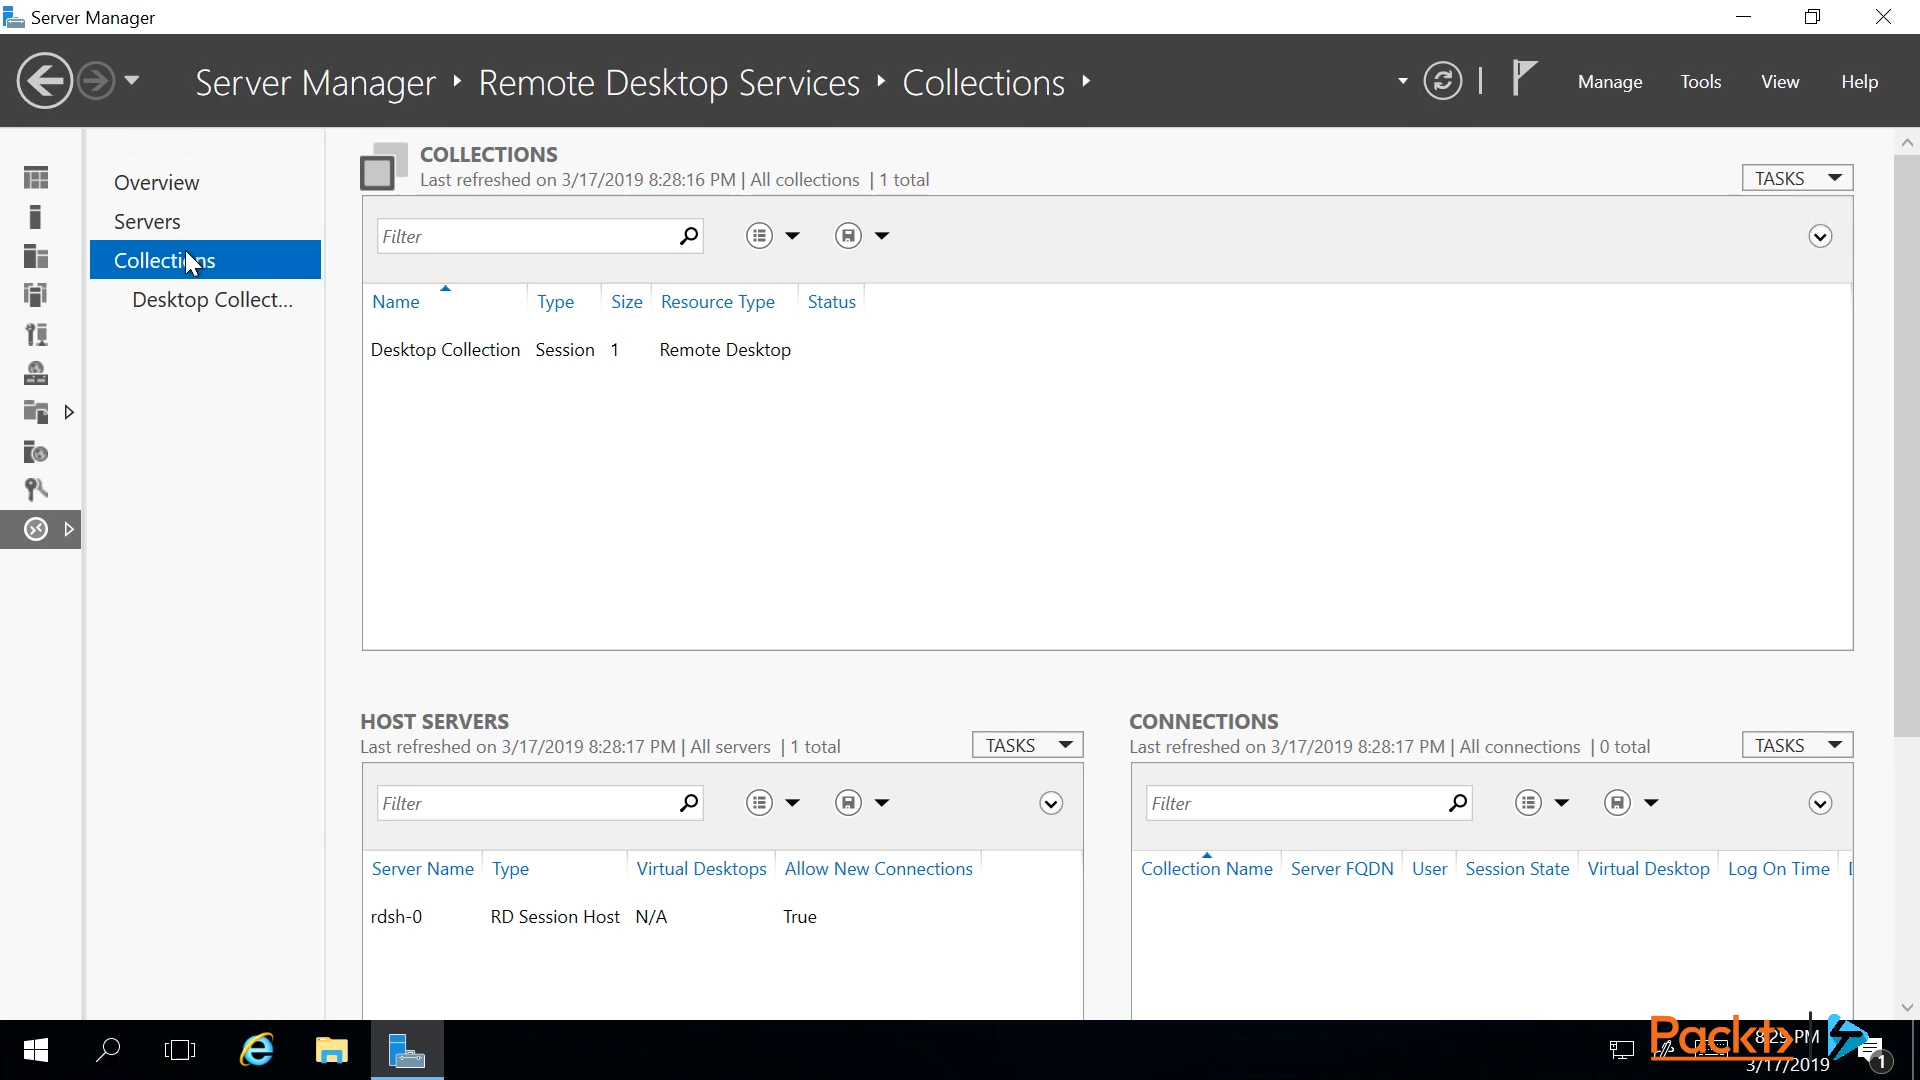 Server Manager
Server Manager Remote Desktop Services Collections
Manage Tools View Help
Overview
Servers
Collections
Desktop Collect...
COLLECTIONS
Last refreshed on 3/17/2019 8:28:16 PM | All collections | 1 total
TASKS
Filter
Name Type Size Resource Type Status
Desktop Collection Session 1 Remote Desktop
HOST SERVERS
Last refreshed on 3/17/2019 8:28:17 PM | All servers | 1 total
TASKS
Filter
Server Name Type Virtual Desktops Allow New Connections
rdsh-0 RD Session Host N/A True
CONNECTIONS
Last refreshed on 3/17/2019 8:28:17 PM | All connections | 0 total
TASKS
Filter
Collection Name Server FQDN User Session State Virtual Desktop Log On Time
Packt
8:29 PM
3/17/2019
1